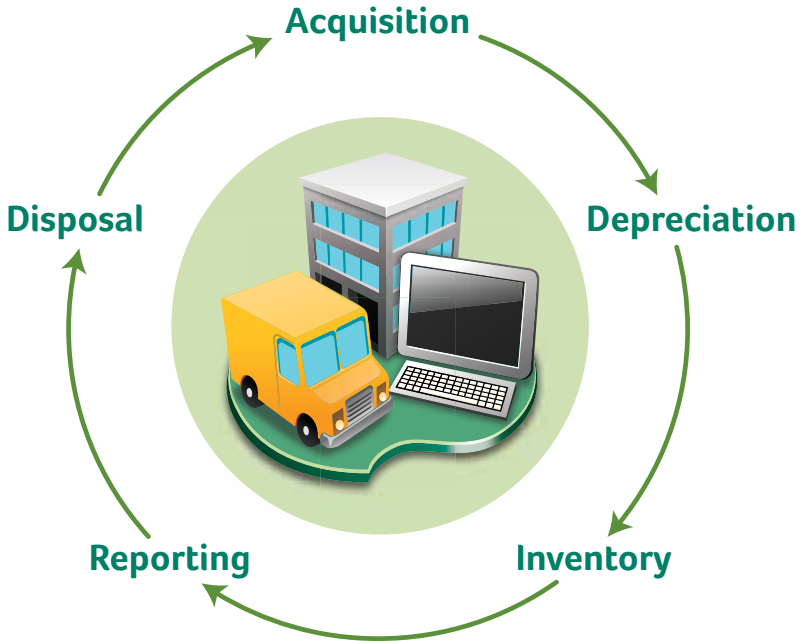 Acquisition
Depreciation
Inventory
Reporting
Disposal